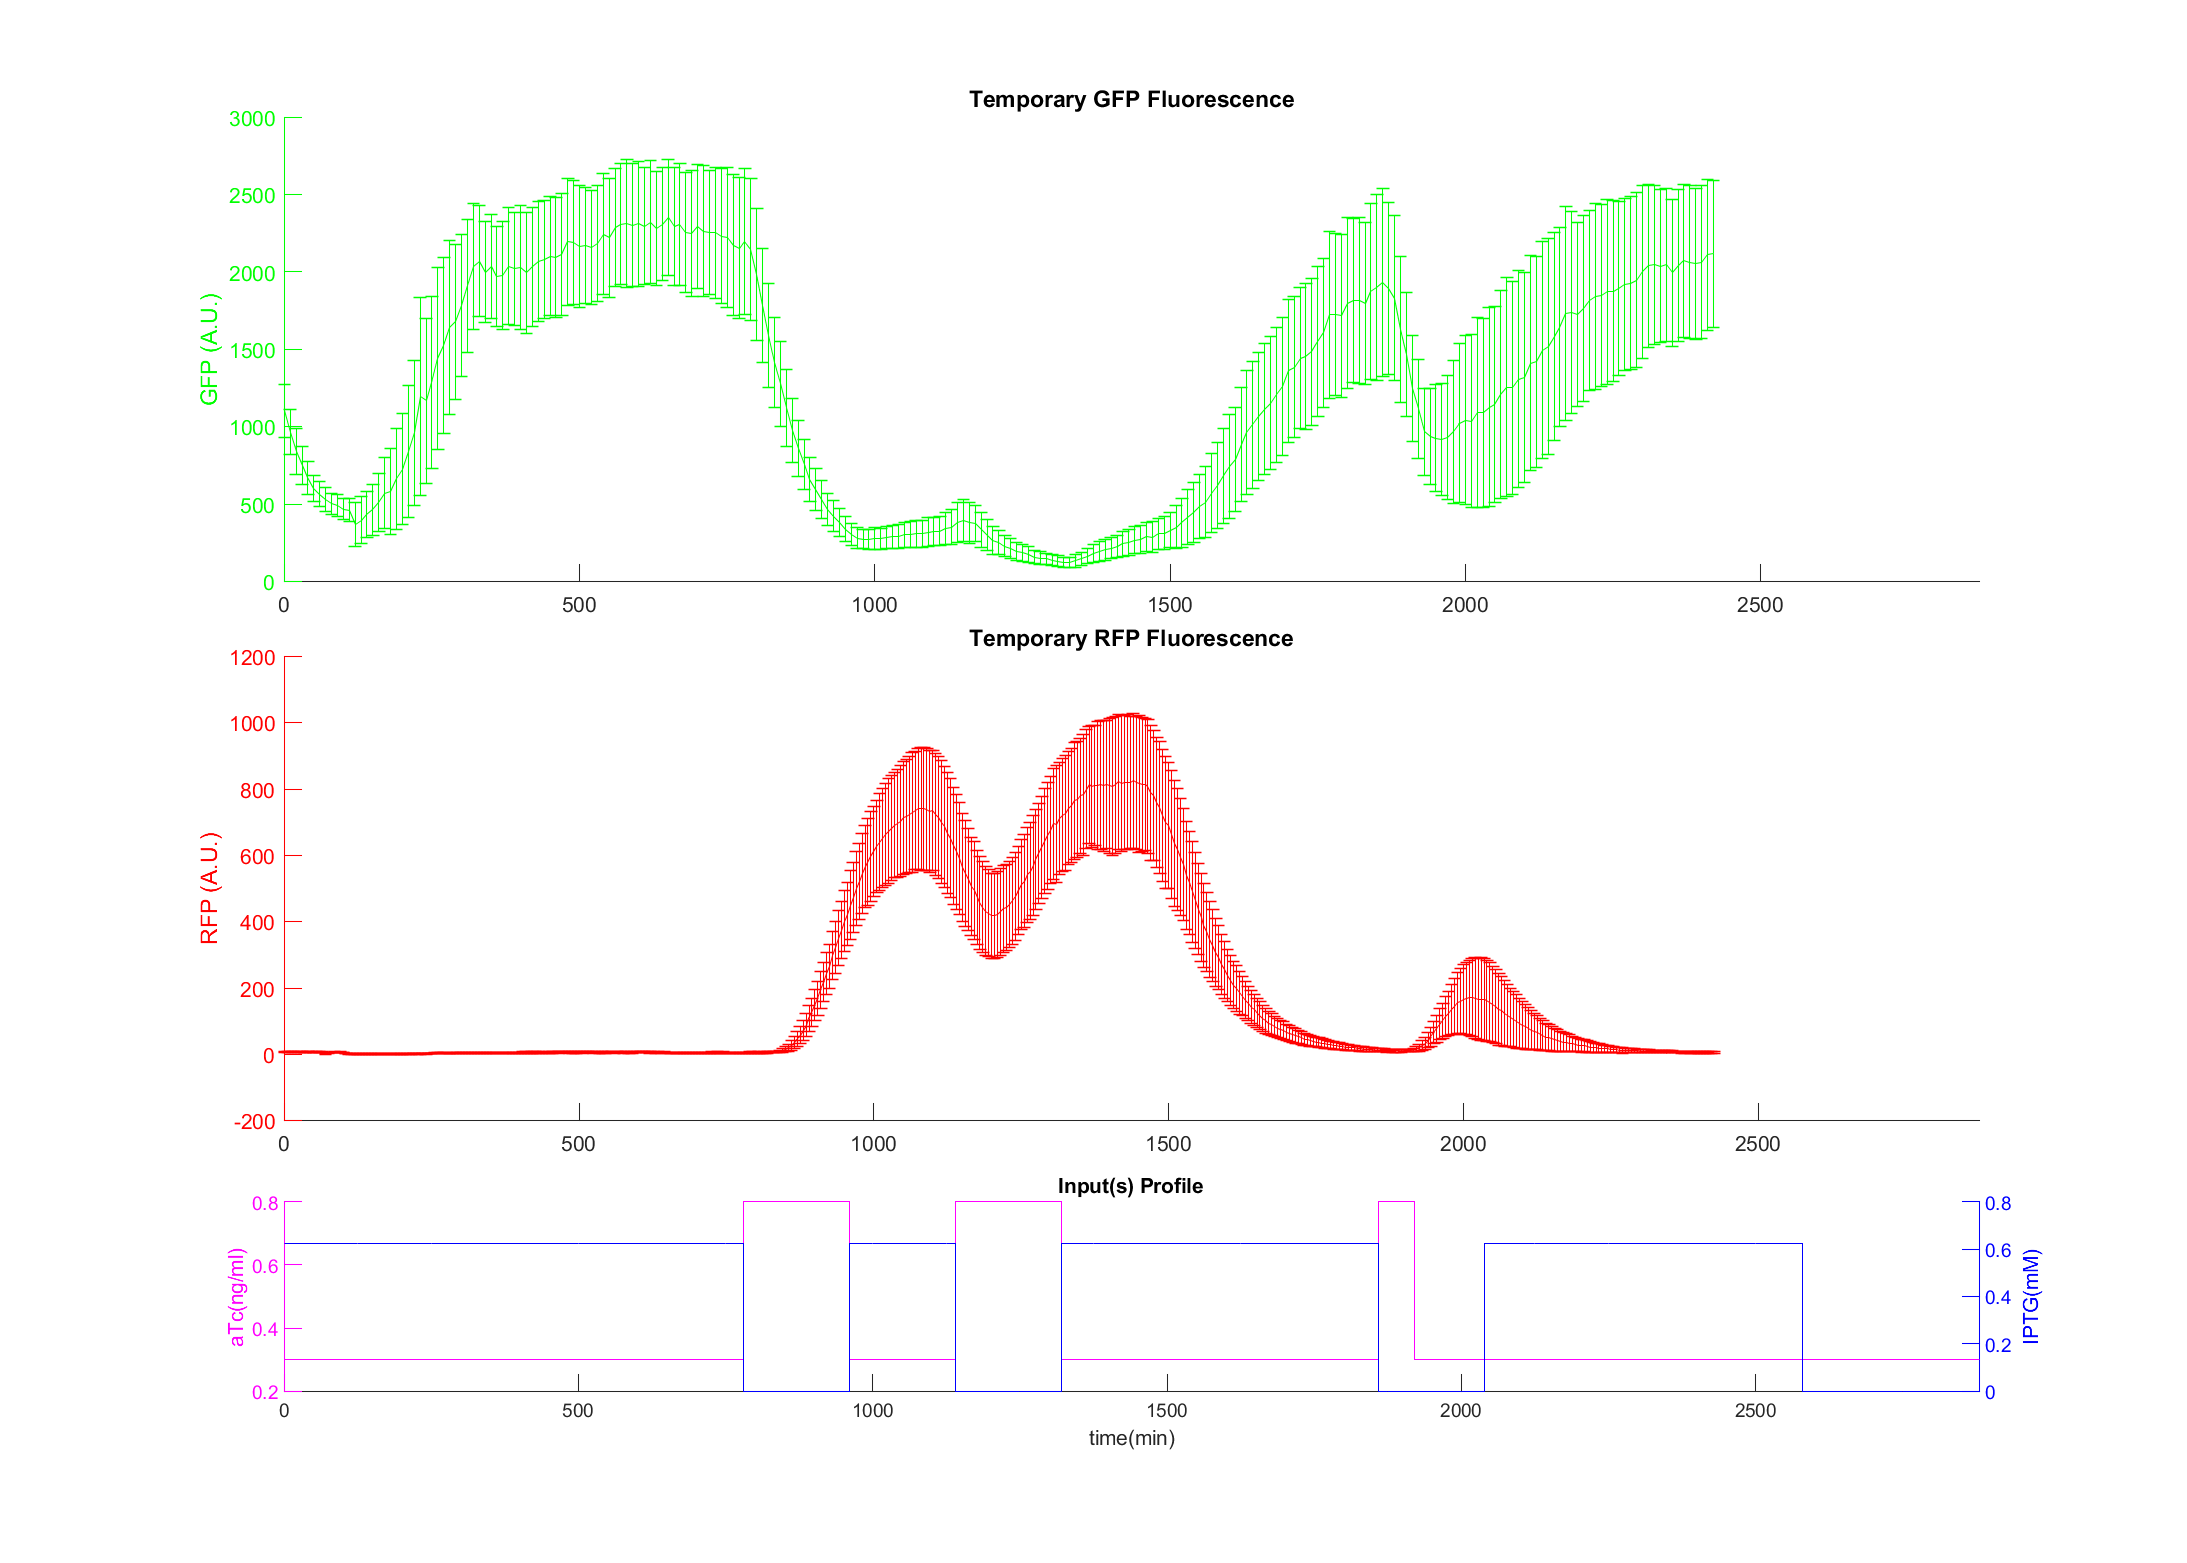 Temporary GFP Fluorescence
3000
2500
2000
1500
1000
500
0
GFP (A.U.)
0 500 1000 1500 2000 2500
Temporary RFP Fluorescence
1200
1000
800
600
400
200
0
-200
RFP (A.U.)
0 500 1000 1500 2000 2500
Input(s) Profile
0.8
0.6
0.4
0.2
aTc(ng/ml)
0.8
0.6
0.4
0.2
0
IPTG(mM)
0 500 1000 1500 2000 2500
time(min)